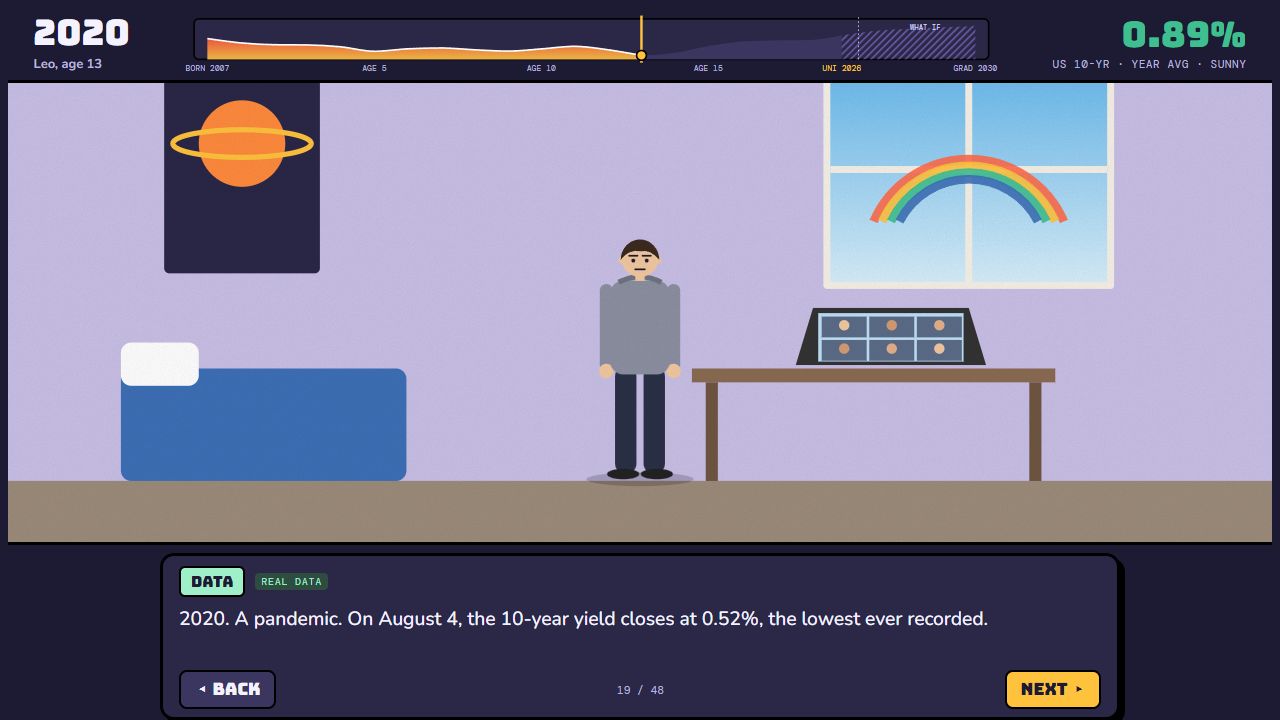 2020
Leo, age 13
WHAT IF
BORN 2007
AGE 5
AGE 10
AGE 15
UNI 2026
GRAD 2030
0.89%
US 10-YR · YEAR AVG · SUNNY
DATA
REAL DATA
2020. A pandemic. On August 4, the 10-year yield closes at 0.52%, the lowest ever recorded.
◂ BACK
19 / 48
NEXT ▸